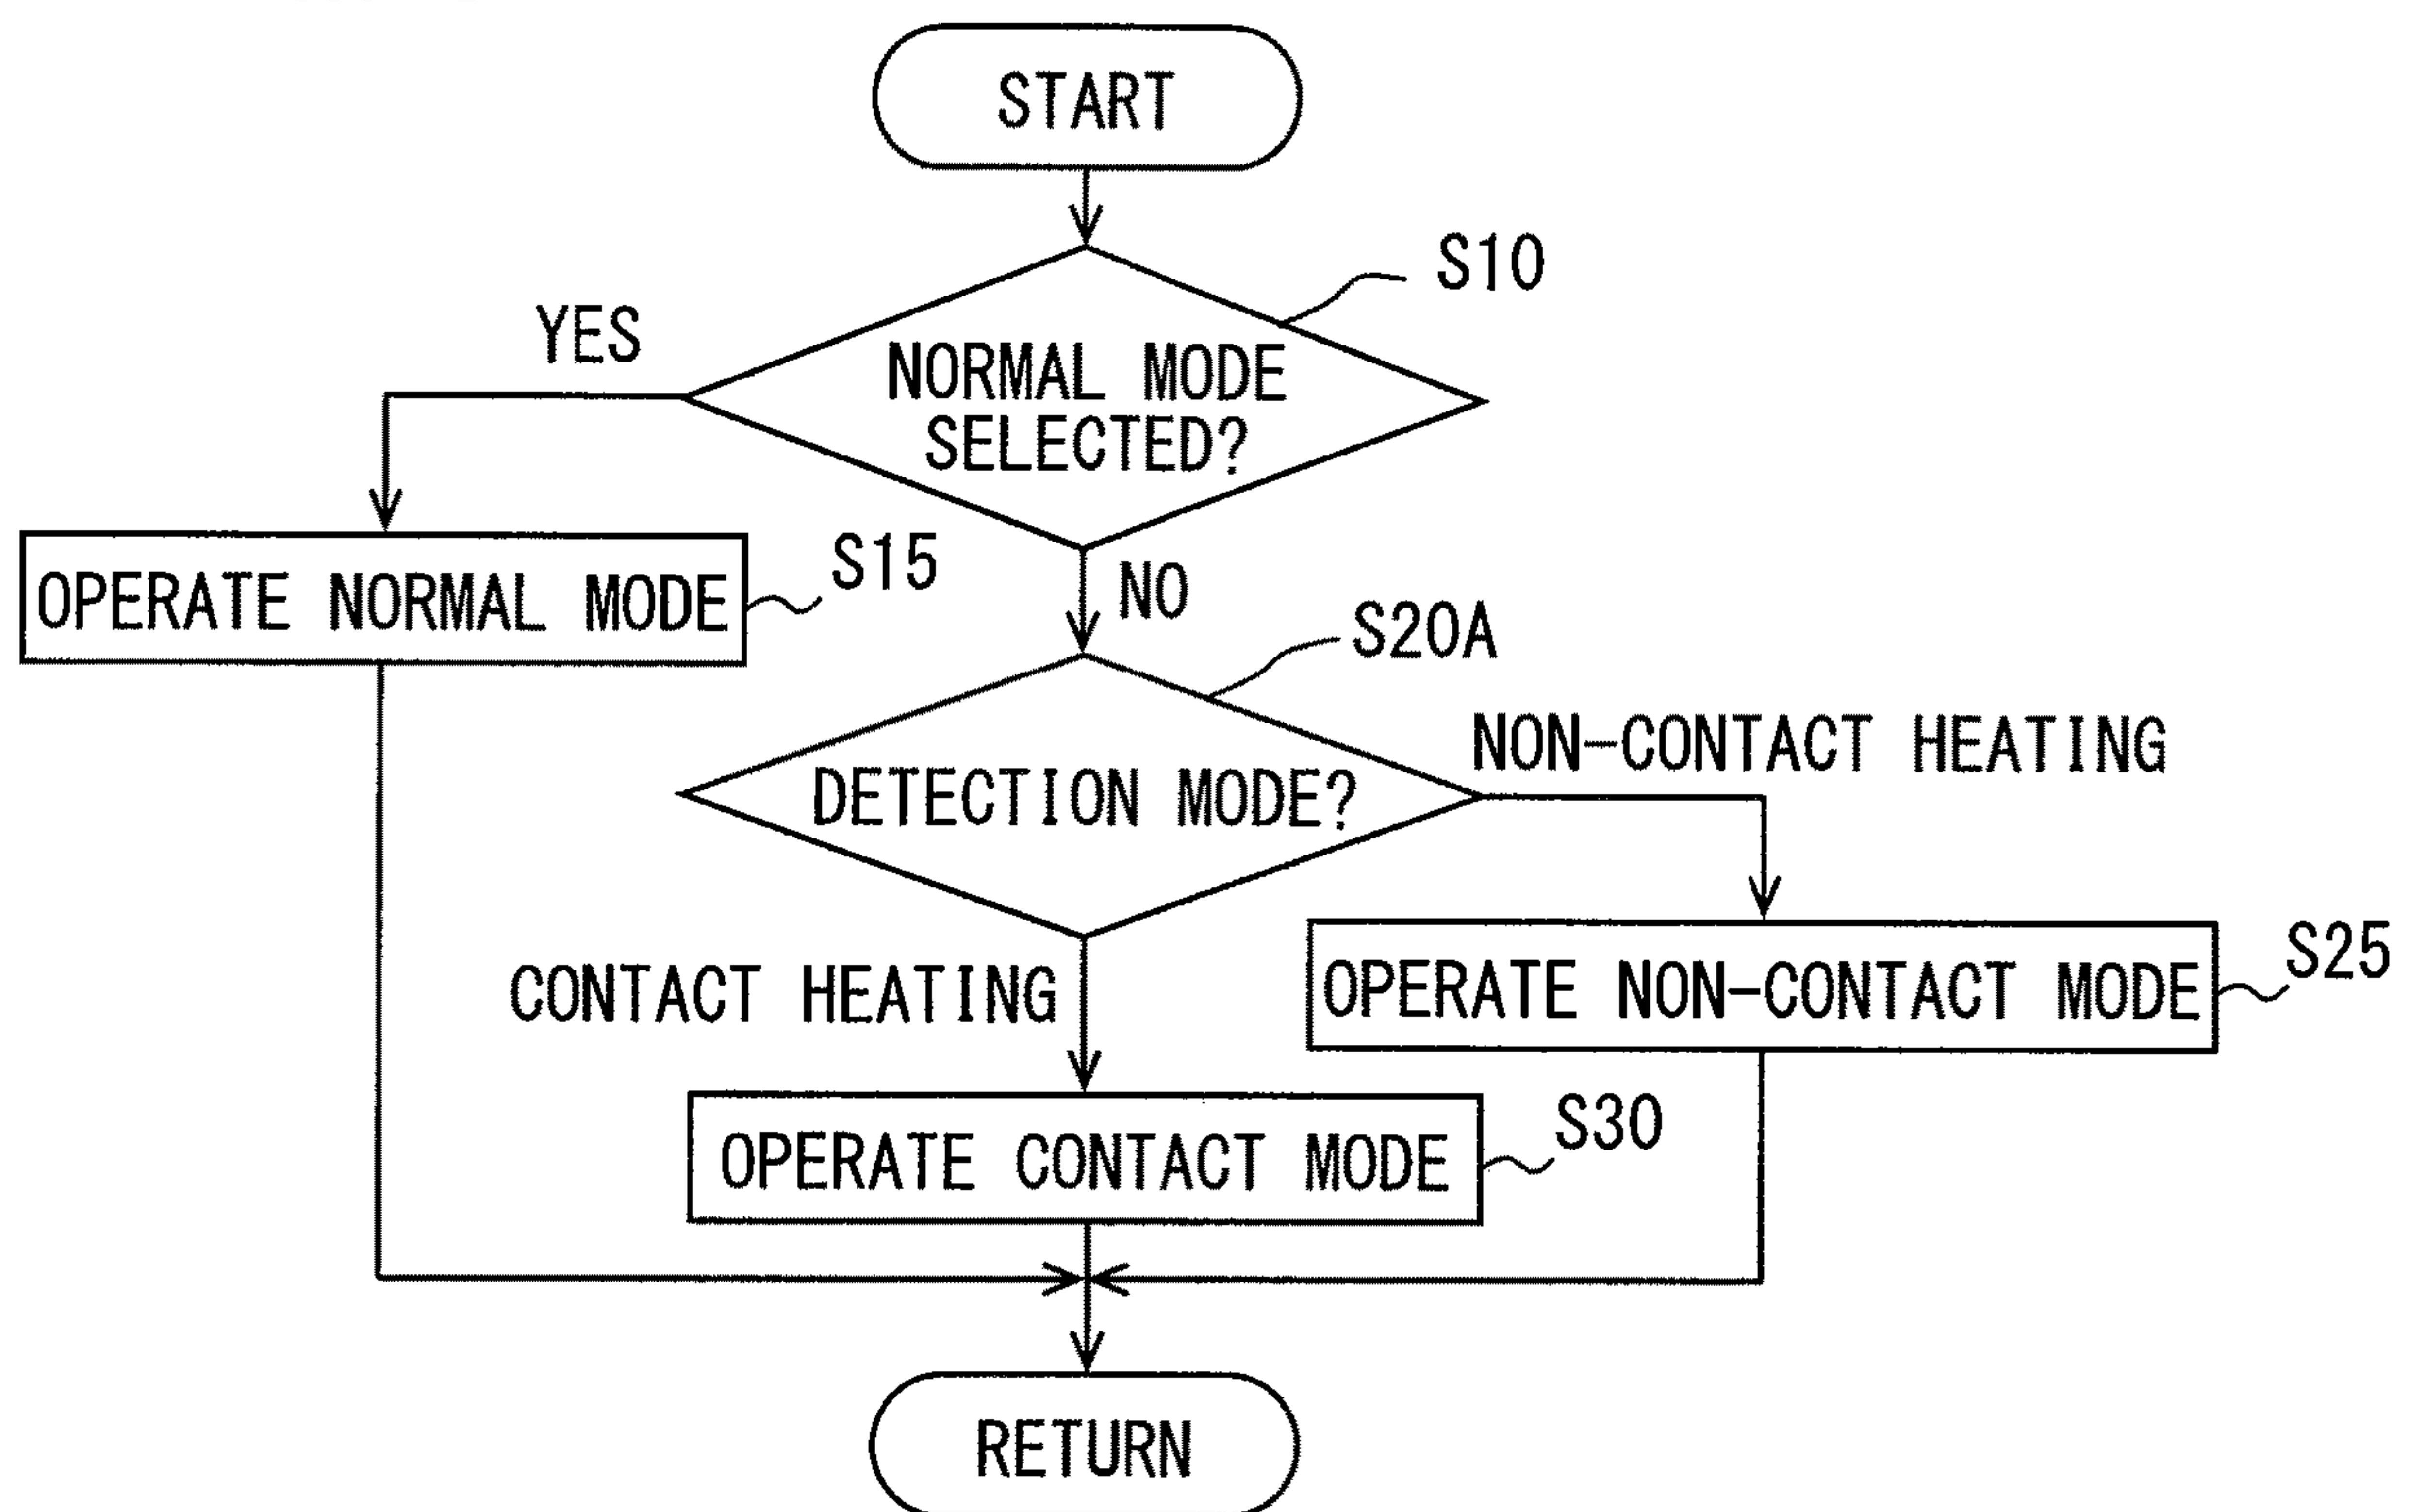 START
S10
YES
NORMAL MODE
SELECTED?
S15
OPERATE NORMAL MODE
NO
S20A
NON-CONTACT HEATING
DETECTION MODE?
S25
CONTACT HEATING
OPERATE NON-CONTACT MODE
S30
OPERATE CONTACT MODE
RETURN